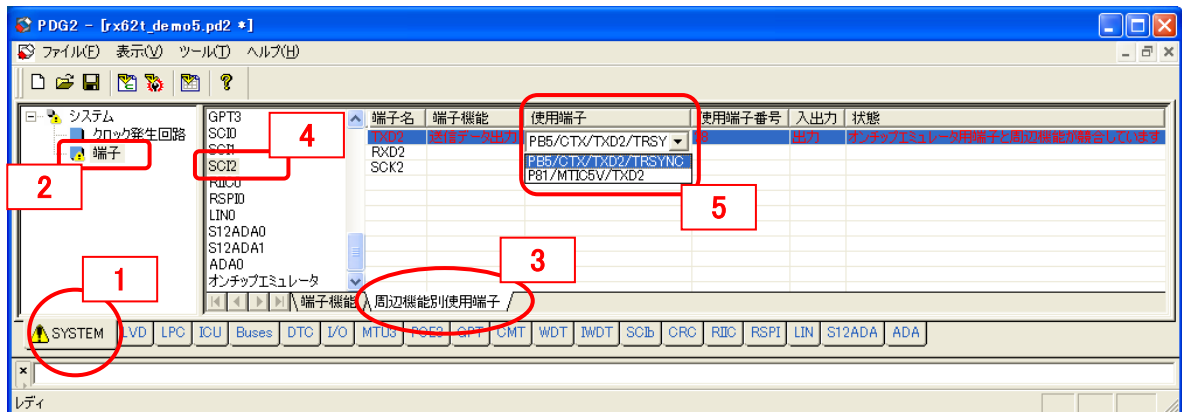 PDG2 - [rx62t_demo5.pd2 *]
ファイル(F) 表示(V) ツール(T) ヘルプ(H)
システム
クロック発生回路
端子
GPT3
SCI0
SCI1
SCI2
RIIC0
RSPI0
LIN0
S12ADA0
S12ADA1
ADA0
オンチップエミュレータ
端子名 端子機能 使用端子 使用端子番号 入出力 状態
TXD2 送信データ出力 PB5/CTX/TXD2/TRSY 出力 オンチップエミュレータ用端子と周辺機能が競合しています
RXD2
SCK2
PB5/CTX/TXD2/TRSYNC
P81/MTIC5V/TXD2
1
2
3
4
5
端子機能 周辺機能別使用端子
SYSTEM LVD LPC ICU Buses DTC I/O MTU3 POE3 GPT CMT WDT IWDT SCIb CRC RIIC RSPI LIN S12ADA ADA
レディ